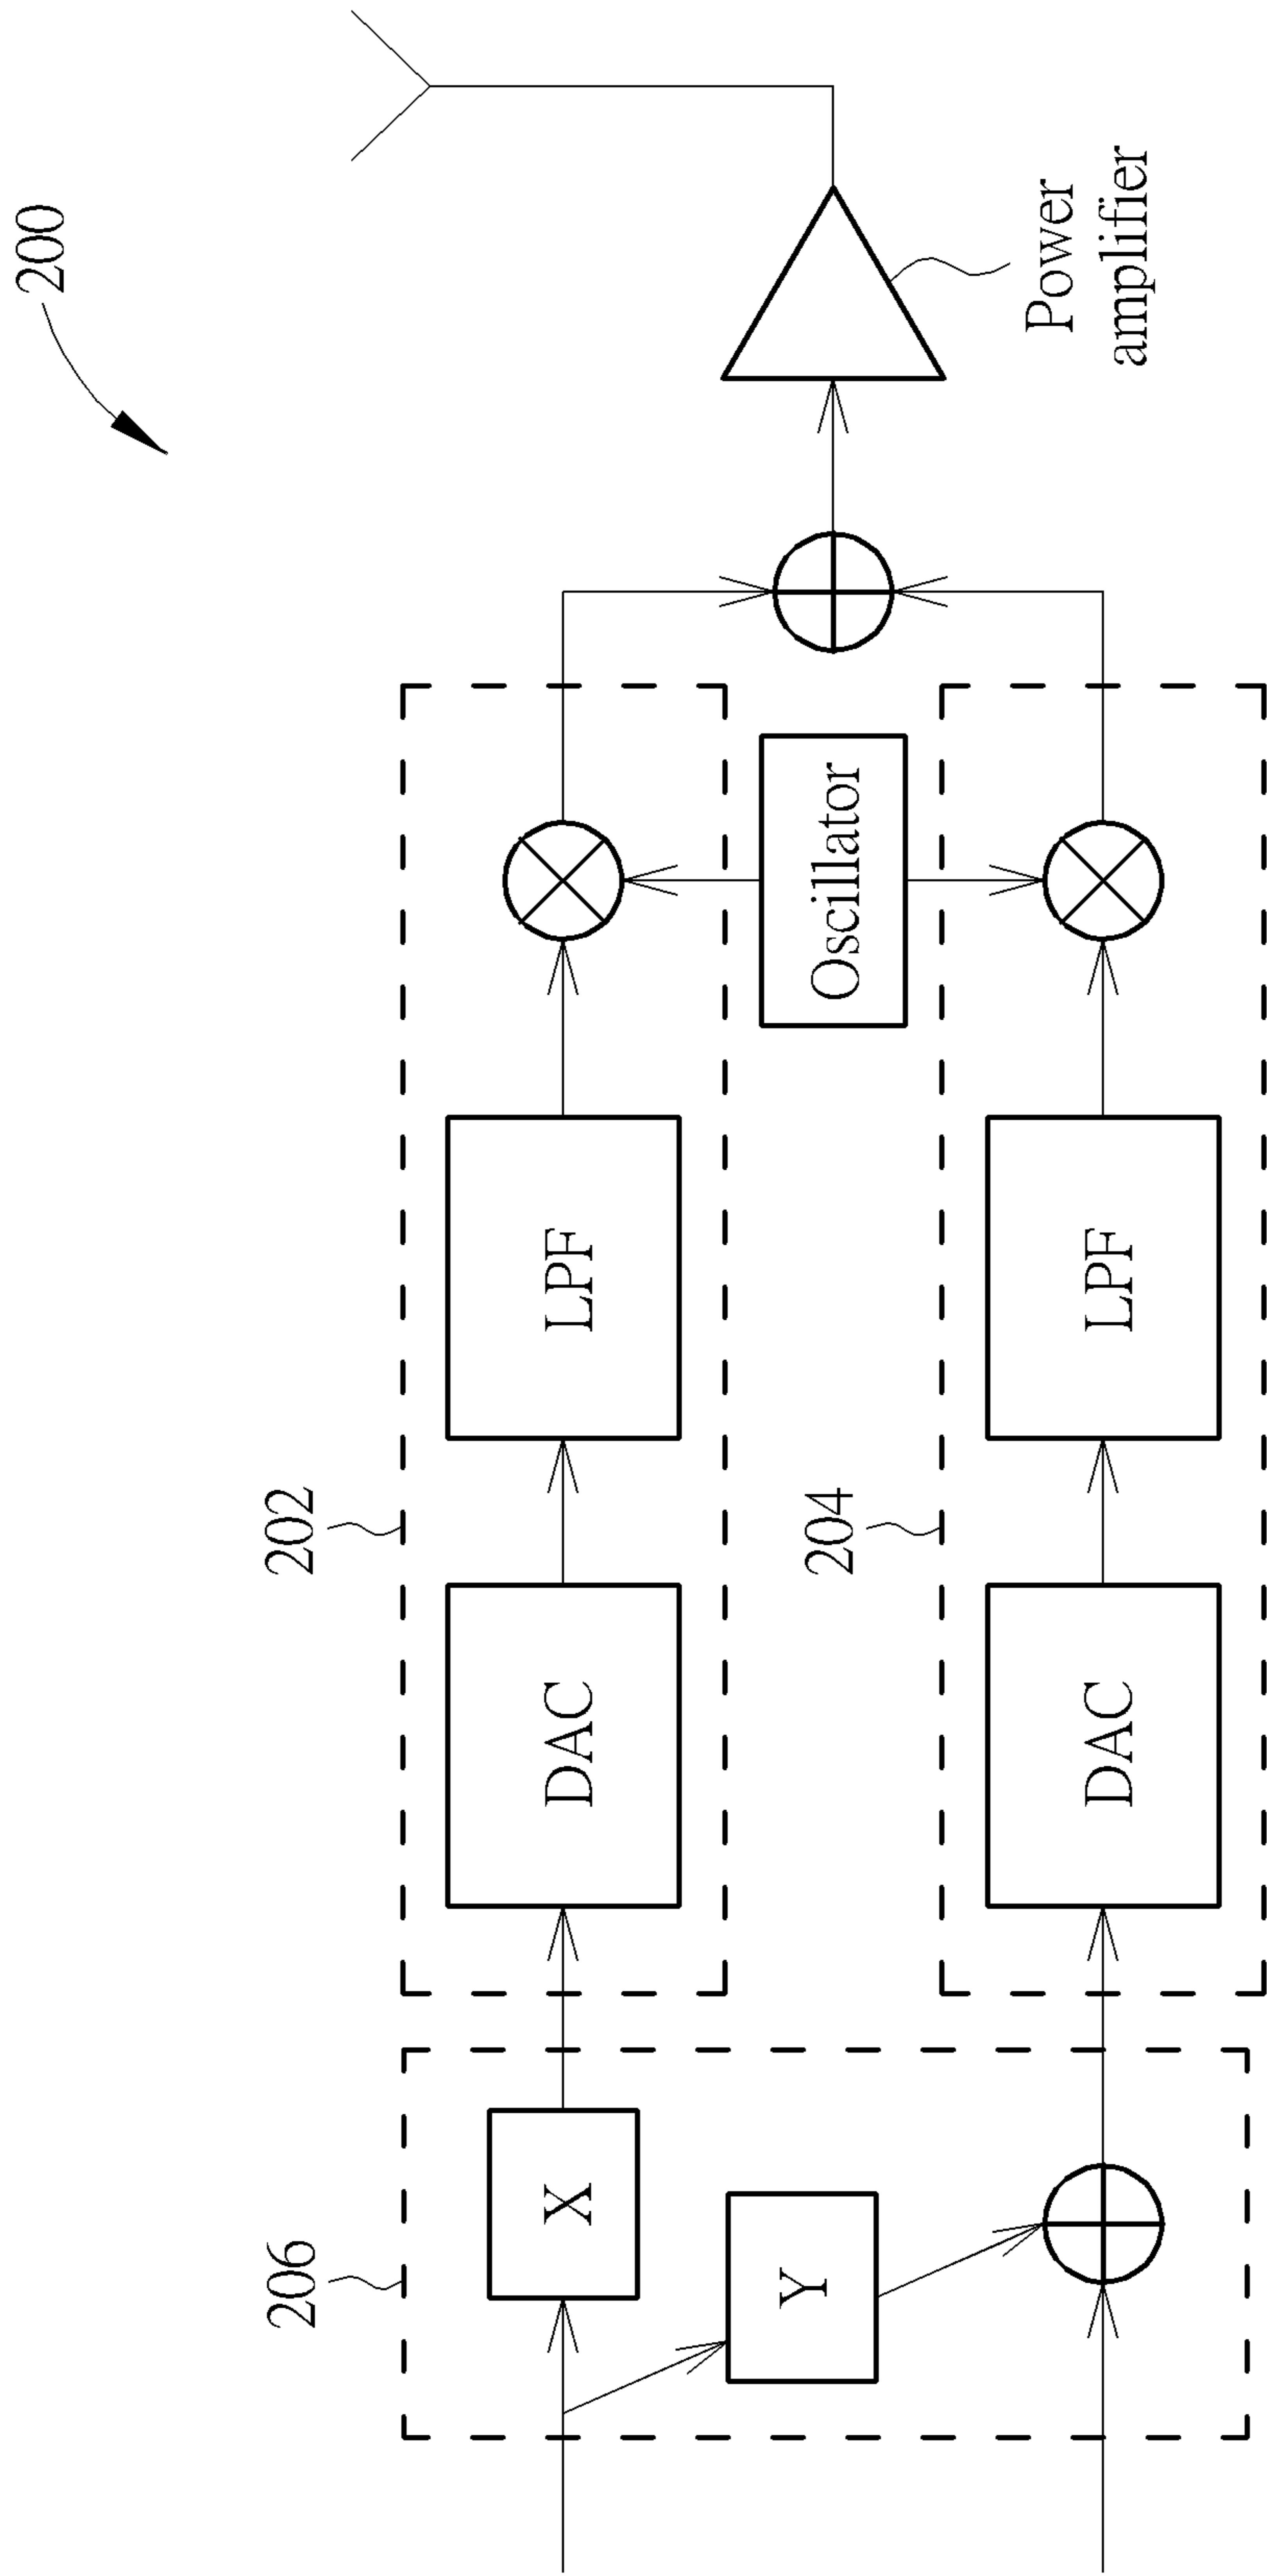 200
202
206
X
DAC
LPF
Y
Oscillator
204
DAC
LPF
Power
amplifier